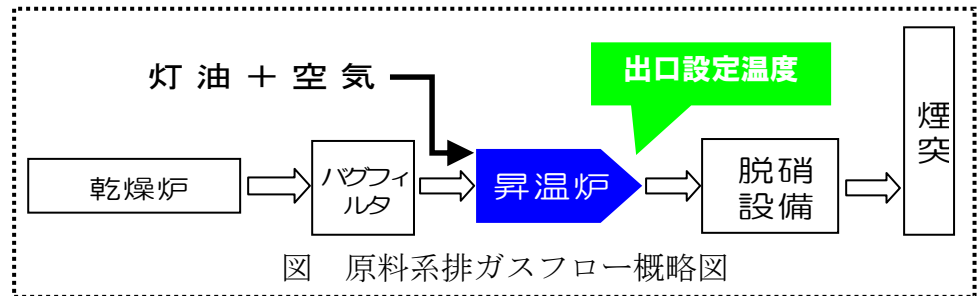 灯油＋空気
出口設定温度
乾燥炉
バグフィ
ルタ
昇温炉
脱硝
設備
煙突
図　原料系排ガスフロー概略図